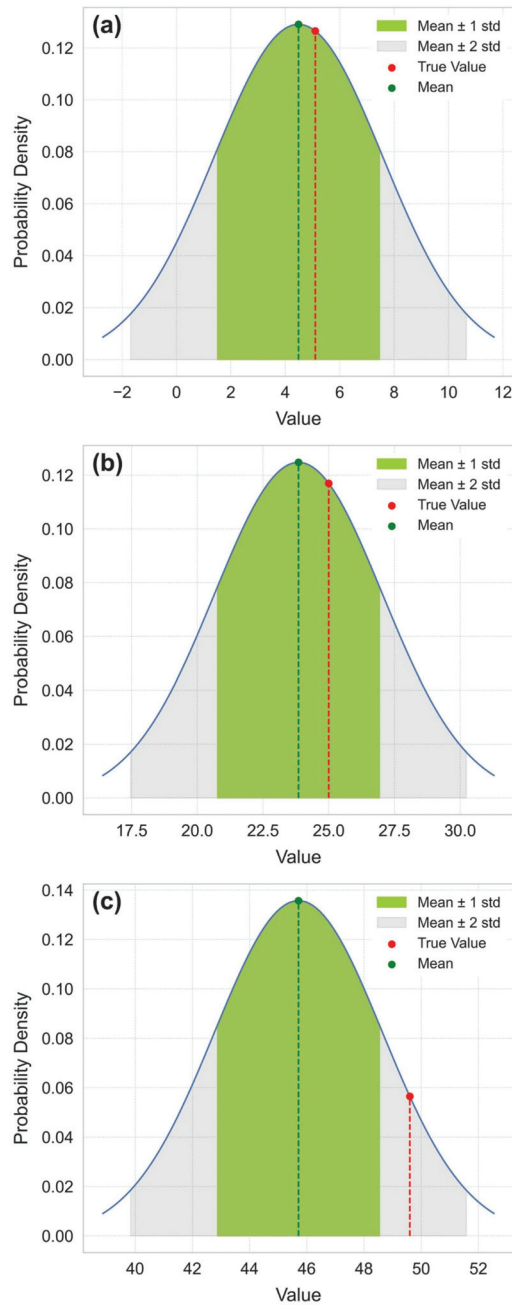 (a)
Mean ± 1 std
Mean ± 2 std
True Value
Mean
Probability Density
0.12
0.10
0.08
0.06
0.04
0.02
0.00
−2 0 2 4 6 8 10 12
Value
(b)
Mean ± 1 std
Mean ± 2 std
True Value
Mean
Probability Density
0.12
0.10
0.08
0.06
0.04
0.02
0.00
17.5 20.0 22.5 25.0 27.5 30.0
Value
(c)
Mean ± 1 std
Mean ± 2 std
True Value
Mean
Probability Density
0.14
0.12
0.10
0.08
0.06
0.04
0.02
0.00
40 42 44 46 48 50 52
Value